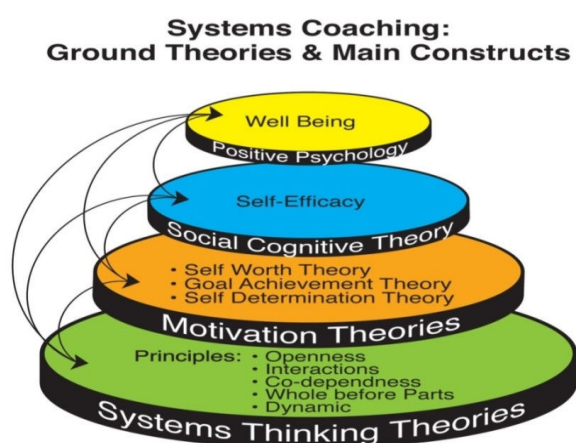 Systems Coaching:
Ground Theories & Main Constructs
Well Being
Positive Psychology
Self-Efficacy
Social Cognitive Theory
• Self Worth Theory
• Goal Achievement Theory
• Self Determination Theory
Motivation Theories
Principles: • Openness
• Interactions
• Co-dependness
• Whole before Parts
• Dynamic
Systems Thinking Theories